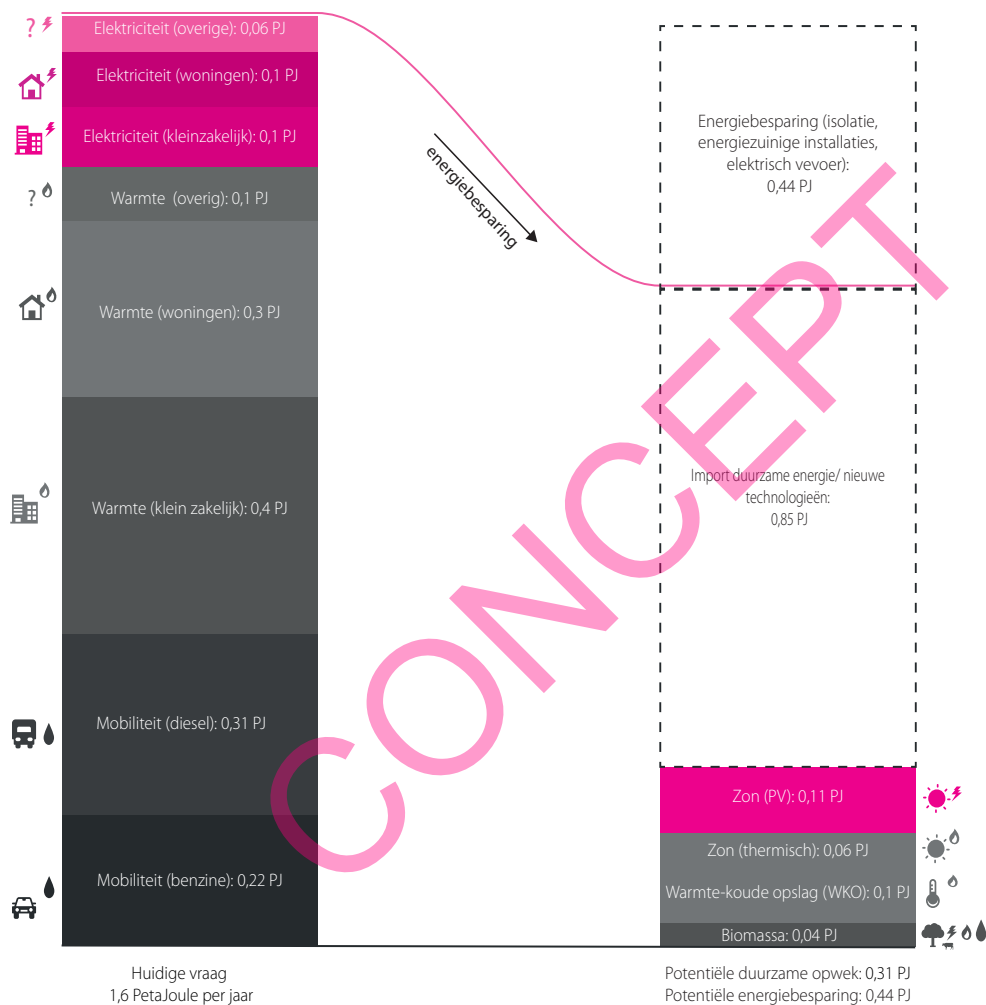 ? Elektriciteit (overige): 0,06 PJ
Elektriciteit (woningen): 0,1 PJ
Elektriciteit (kleinzakelijk): 0,1 PJ
? Warmte (overig): 0,1 PJ
Warmte (woningen): 0,3 PJ
Warmte (klein zakelijk): 0,4 PJ
Mobiliteit (diesel): 0,31 PJ
Mobiliteit (benzine): 0,22 PJ
Huidige vraag
1,6 PetaJoule per jaar
energiebesparing
Energiebesparing (isolatie,
energiezuinige installaties,
elektrisch vevoer):
0,44 PJ
Import duurzame energie/ nieuwe
technologieën:
0,85 PJ
Zon (PV): 0,11 PJ
Zon (thermisch): 0,06 PJ
Warmte-koude opslag (WKO): 0,1 PJ
Biomassa: 0,04 PJ
Potentiële duurzame opwek: 0,31 PJ
Potentiële energiebesparing: 0,44 PJ
CONCEPT